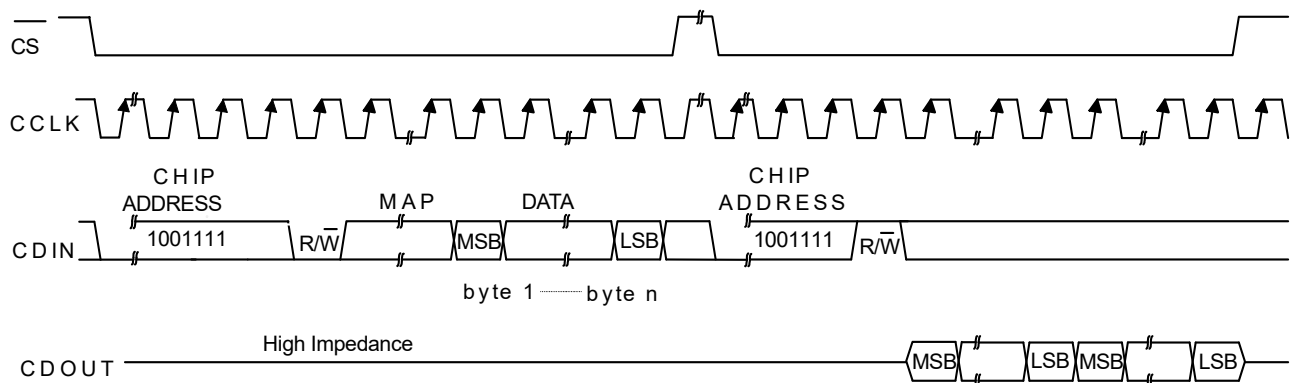 CS
CCLK
CHIP
ADDRESS
MAP
DATA
CHIP
ADDRESS
CDIN
1001111
R/W
MSB
LSB
1001111
R/W
byte 1 ........ byte n
High Impedance
CDOUT
MSB
LSB
MSB
LSB